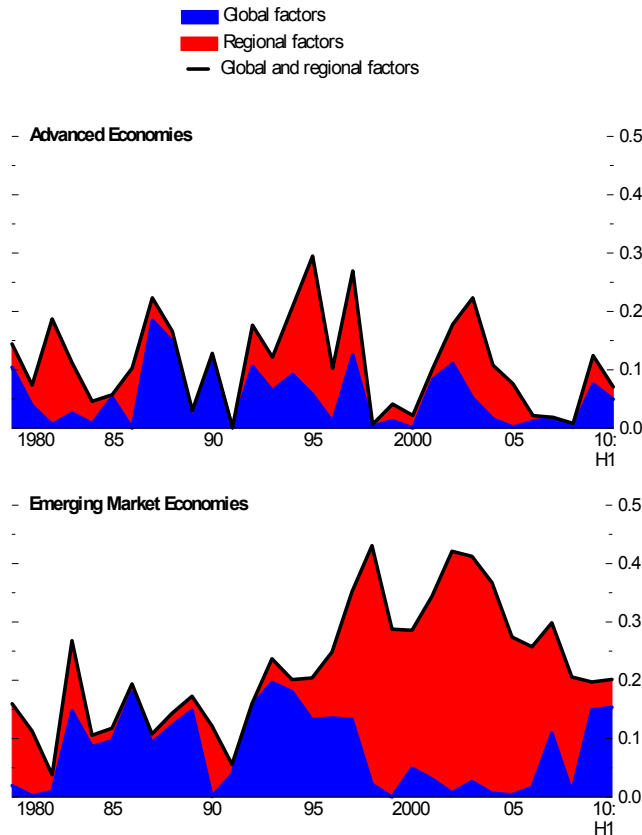 Global factors
Regional factors
Global and regional factors
Advanced Economies
0.5
0.4
0.3
0.2
0.1
0.0
1980 85 90 95 2000 05 10:
H1
Emerging Market Economies
0.5
0.4
0.3
0.2
0.1
0.0
1980 85 90 95 2000 05 10:
H1